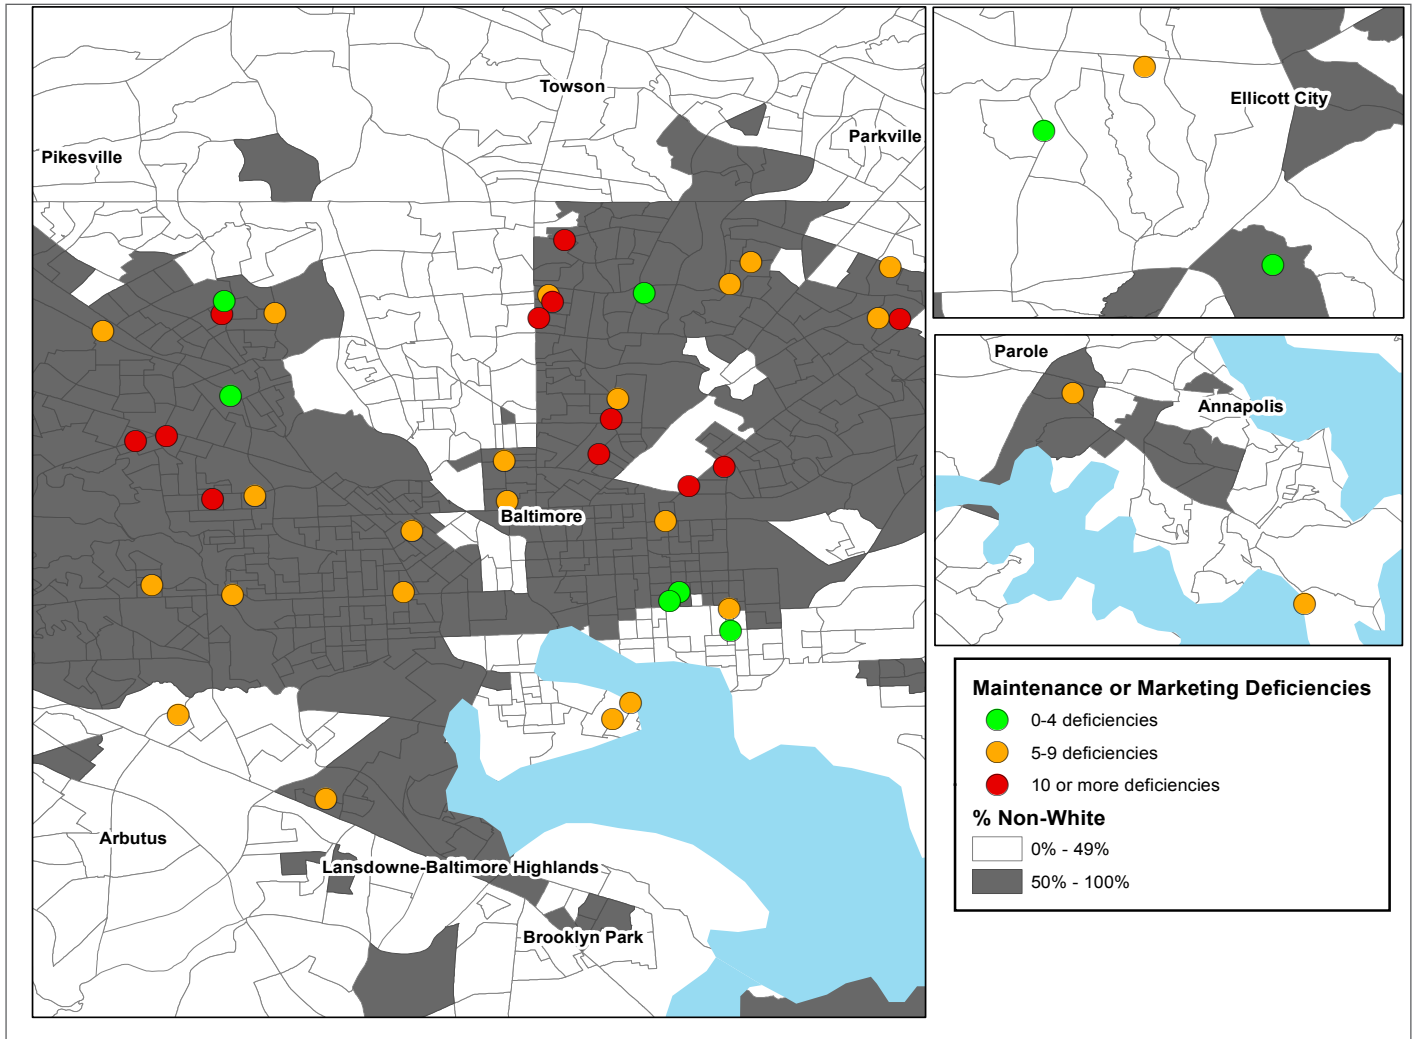 Towson
Parkville
Pikesville
Baltimore
Arbutus
Lansdowne-Baltimore Highlands
Brooklyn Park
Ellicott City
Parole
Annapolis
Maintenance or Marketing Deficiencies
0-4 deficiencies
5-9 deficiencies
10 or more deficiencies
% Non-White
0% - 49%
50% - 100%